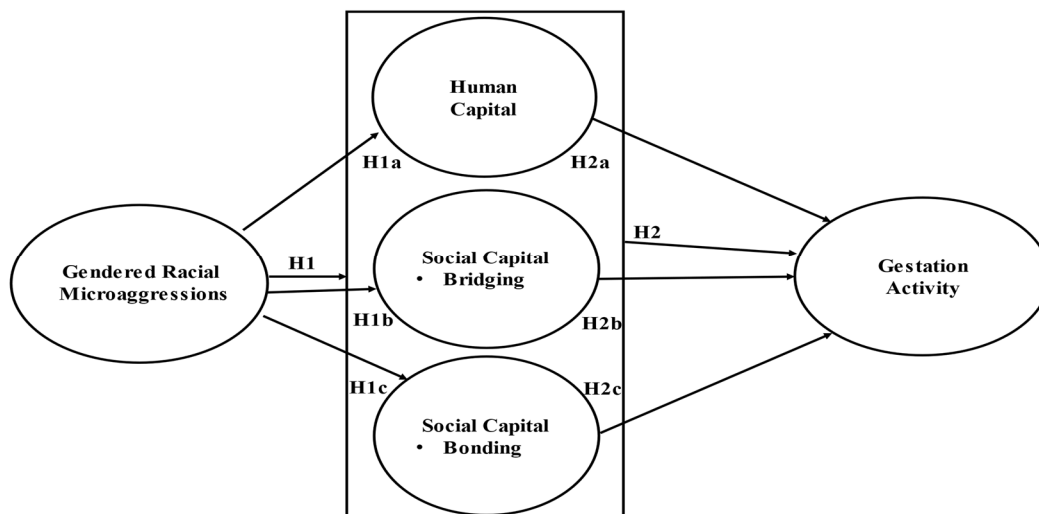 Human
Capital
H1a
H2a
Gendered Racial
Microaggressions
H1
Social Capital
• Bridging
H2
Gestation
Activity
H1b
H2b
H1c
H2c
Social Capital
• Bonding